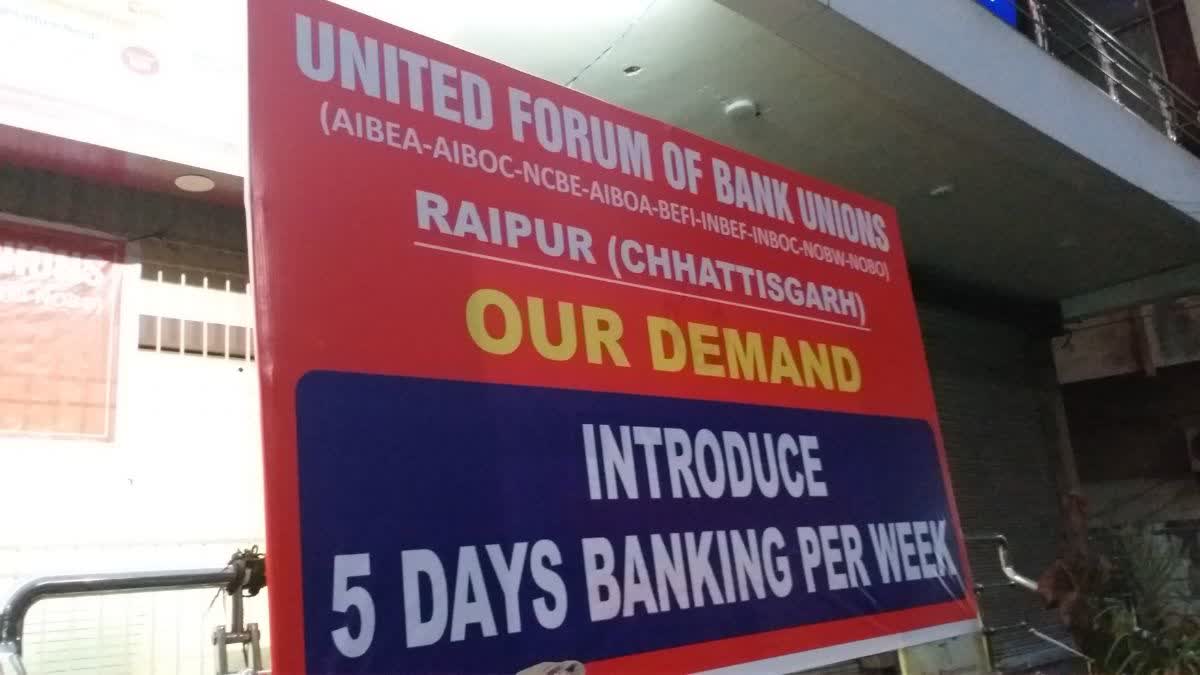 UNITED FORUM OF BANK UNIONS
(AIBEA-AIBOC-NCBE-AIBOA-BEFI-INBEF-INBOC-NOBW-NOBO)
RAIPUR (CHHATTISGARH)
OUR DEMAND
INTRODUCE
5 DAYS BANKING PER WEEK